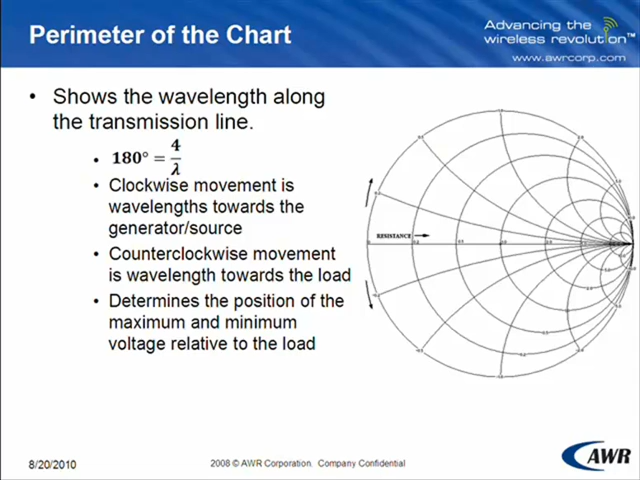 Perimeter of the Chart
Advancing the
wireless revolution™
www.awrcorp.com
• Shows the wavelength along
the transmission line.
• 180° = 4/λ
• Clockwise movement is
wavelengths towards the
generator/source
• Counterclockwise movement
is wavelength towards the load
• Determines the position of the
maximum and minimum
voltage relative to the load
RESISTANCE
8/20/2010
2008 © AWR Corporation. Company Confidential
AWR